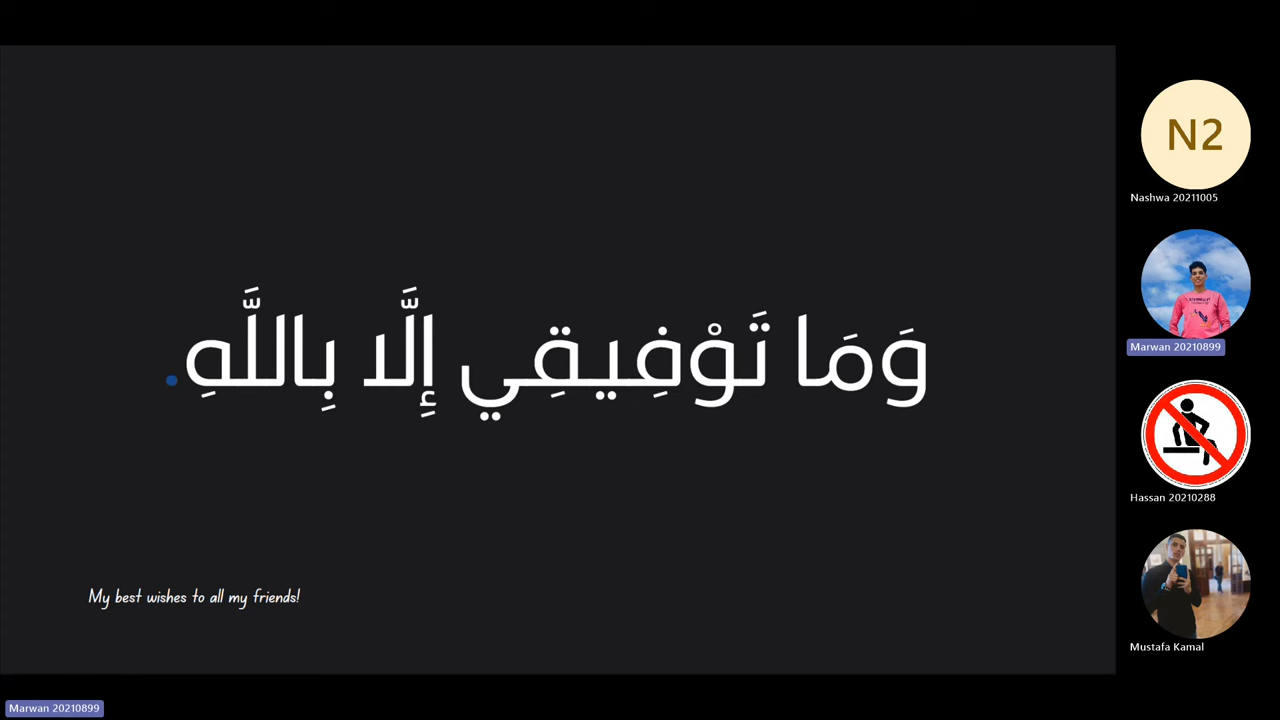 وَمَا تَوْفِيقِي إِلَّا بِاللَّهِ.
My best wishes to all my friends!
N2
Nashwa 20211005
Marwan 20210899
Hassan 20210288
Mustafa Kamal
Marwan 20210899